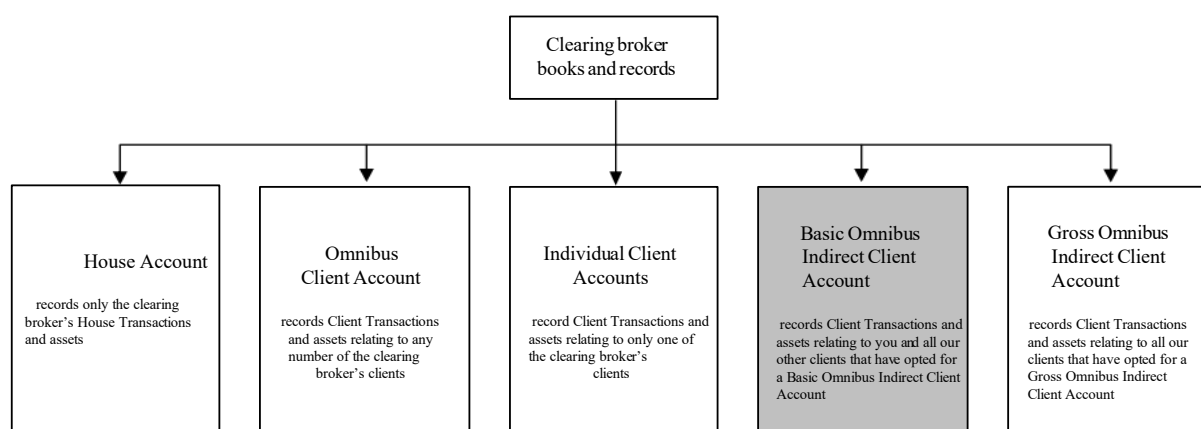 Clearing broker
books and records
House Account
records only the clearing
broker's House Transactions
and assets
Omnibus
Client Account
records Client Transactions
and assets relating to any
number of the clearing
broker's clients
Individual Client
Accounts
record Client Transactions and
assets relating to only one of
the clearing broker's
clients
Basic Omnibus
Indirect Client
Account
records Client Transactions and
assets relating to you and all our
other clients that have opted for
a Basic Omnibus Indirect Client
Account
Gross Omnibus
Indirect Client
Account
records Client Transactions
and assets relating to all our
clients that have opted for a
Gross Omnibus Indirect
Client Account